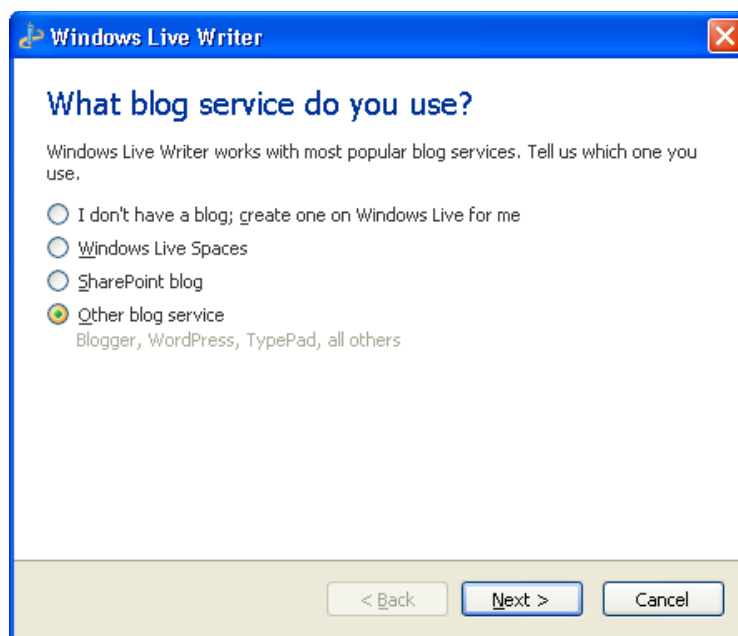 Windows Live Writer
What blog service do you use?
Windows Live Writer works with most popular blog services. Tell us which one you
use.
I don't have a blog; create one on Windows Live for me
Windows Live Spaces
SharePoint blog
Other blog service
Blogger, WordPress, TypePad, all others
< Back
Next >
Cancel